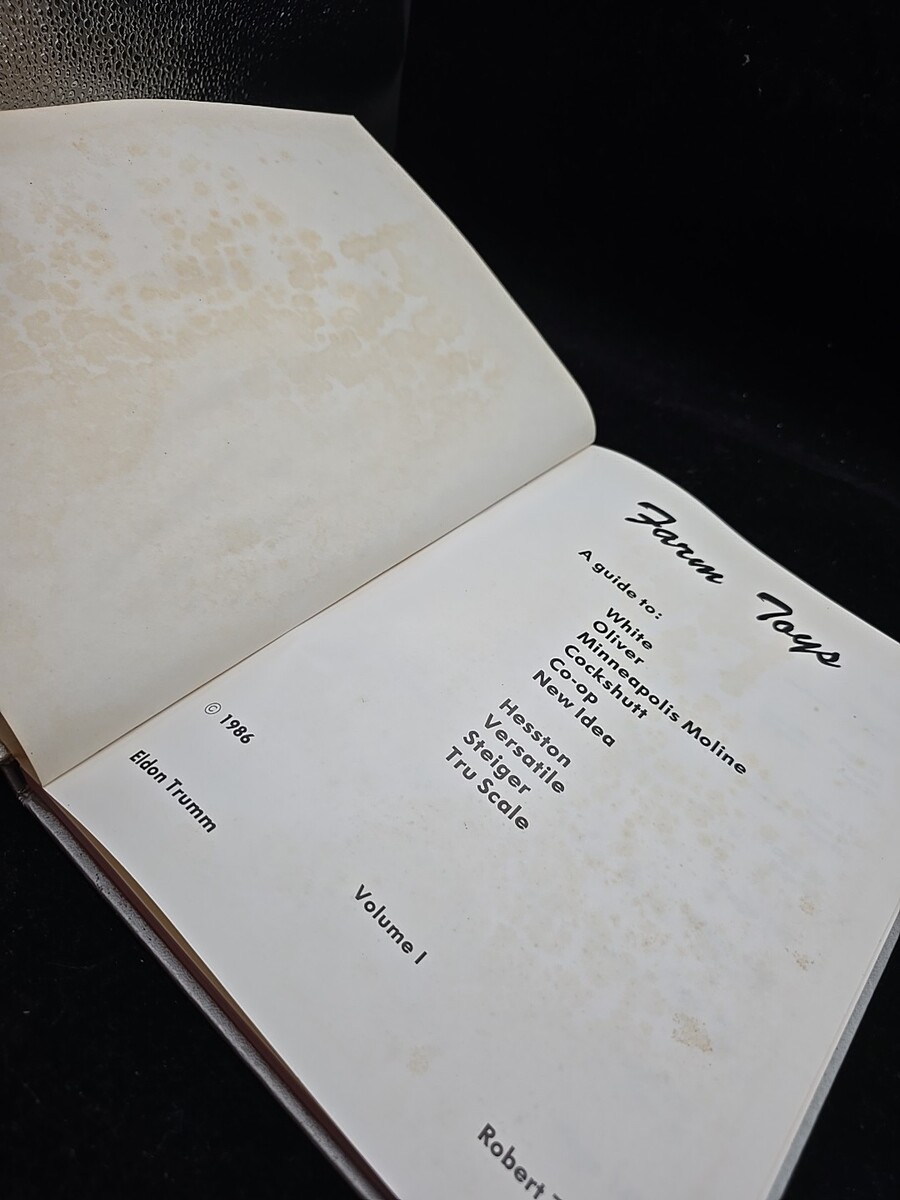 Farm Toys
A guide to:
White
Oliver
Minneapolis Moline
Cockshutt
Co-op
New Idea
Hesston
Versatile
Steiger
Tru Scale
Volume I
© 1986
Eldon Trumm
Robert